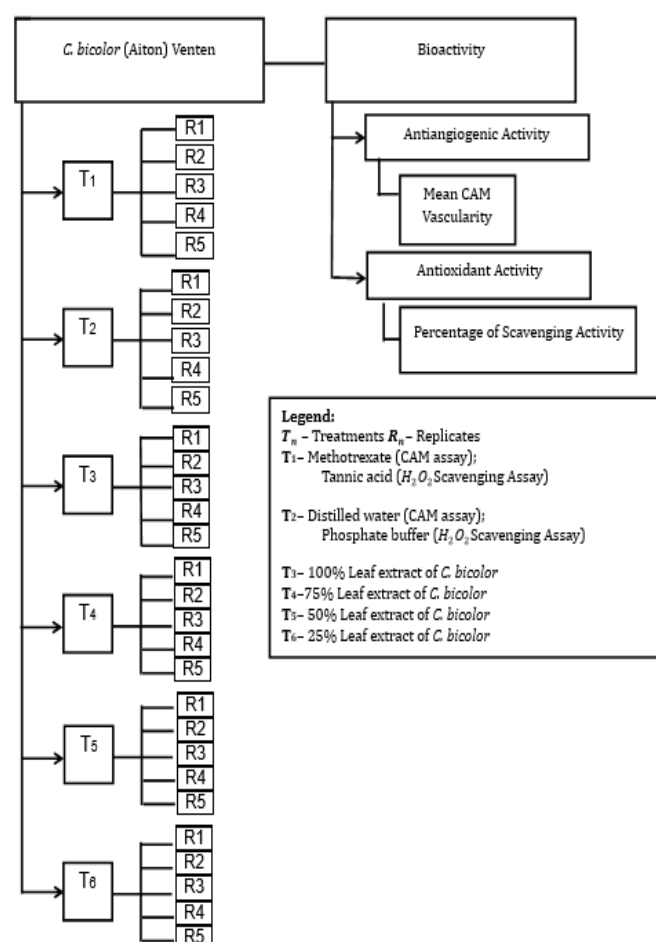 C. bicolor (Aiton) Venten
Bioactivity
T1
R1
R2
R3
R4
R5
T2
R1
R2
R3
R4
R5
T3
R1
R2
R3
R4
R5
T4
R1
R2
R3
R4
R5
T5
R1
R2
R3
R4
R5
T6
R1
R2
R3
R4
R5
Antiangiogenic Activity
Mean CAM
Vascularity
Antioxidant Activity
Percentage of Scavenging Activity
Legend:
Tn – Treatments Rn – Replicates
T1– Methotrexate (CAM assay);
Tannic acid (H2O2 Scavenging Assay)
T2– Distilled water (CAM assay);
Phosphate buffer (H2O2 Scavenging Assay)
T3– 100% Leaf extract of C. bicolor
T4–75% Leaf extract of C. bicolor
T5– 50% Leaf extract of C. bicolor
T6– 25% Leaf extract of C. bicolor